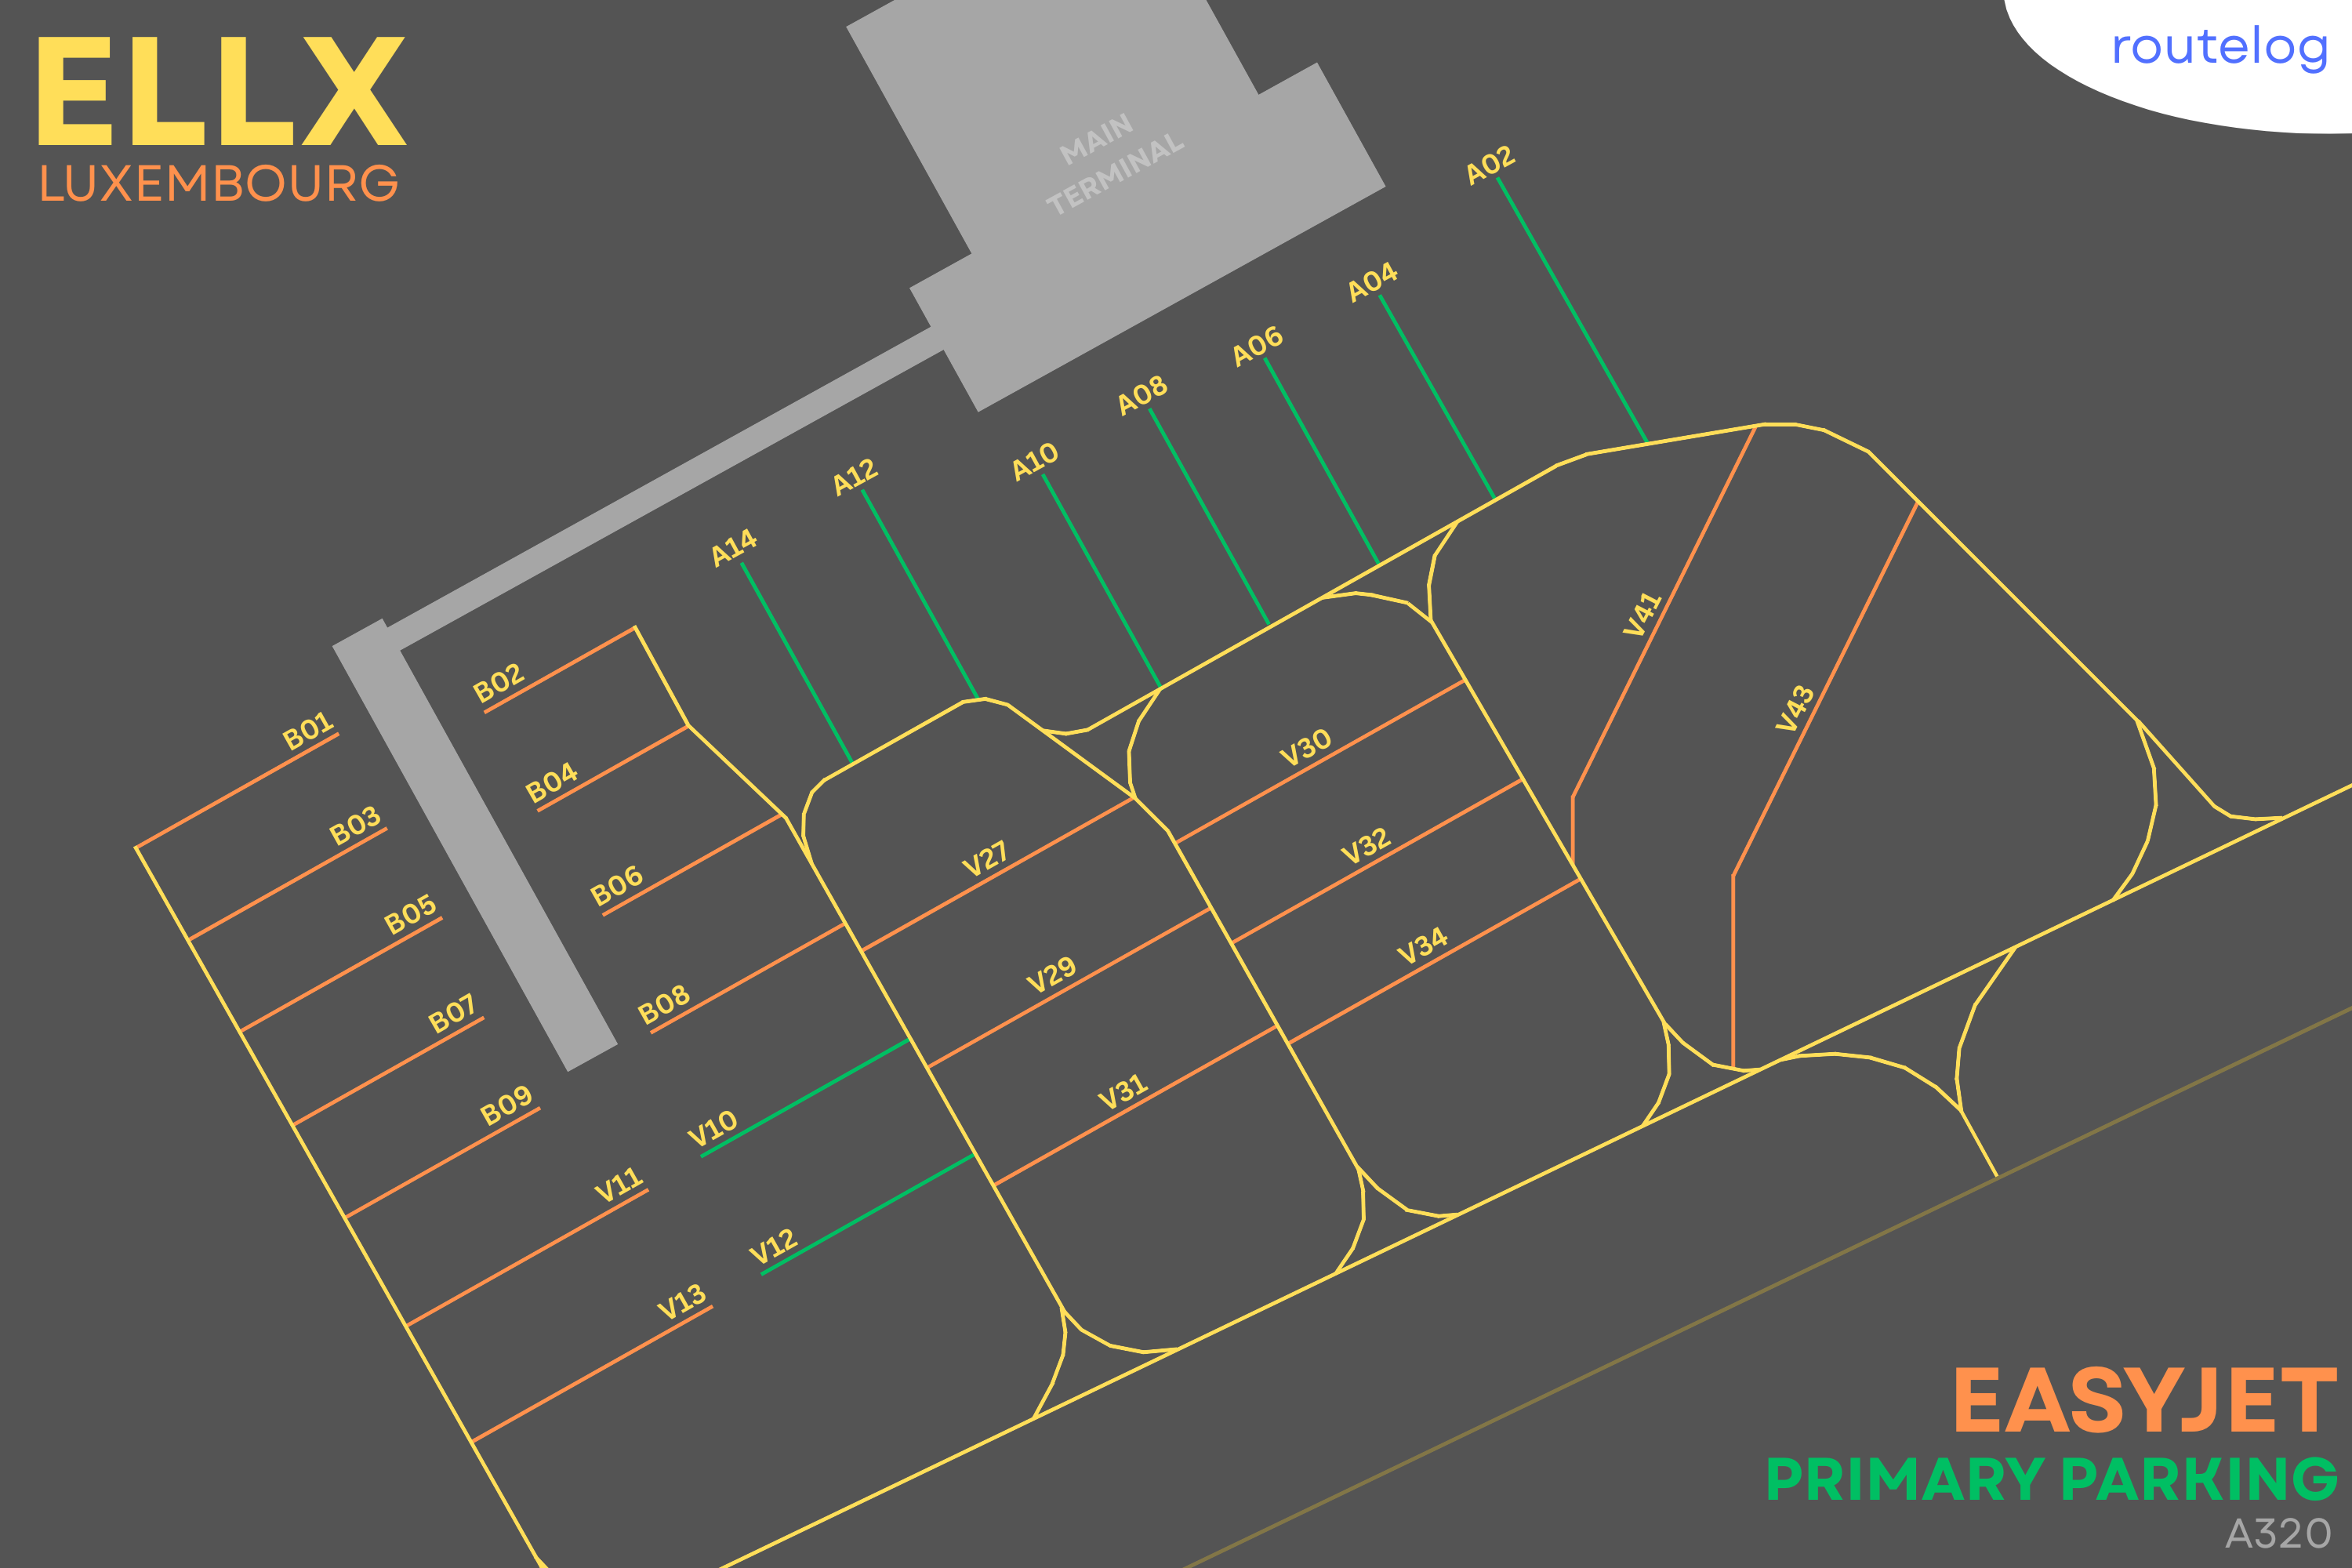 ELLX
LUXEMBOURG
routelog
MAIN
TERMINAL
A02
A04
A06
A08
A10
A12
A14
B02
B01
B04
B03
B06
B05
B08
B07
B09
V41
V43
V30
V32
V34
V27
V29
V31
V10
V11
V12
V13
EASYJET
PRIMARY PARKING
A320